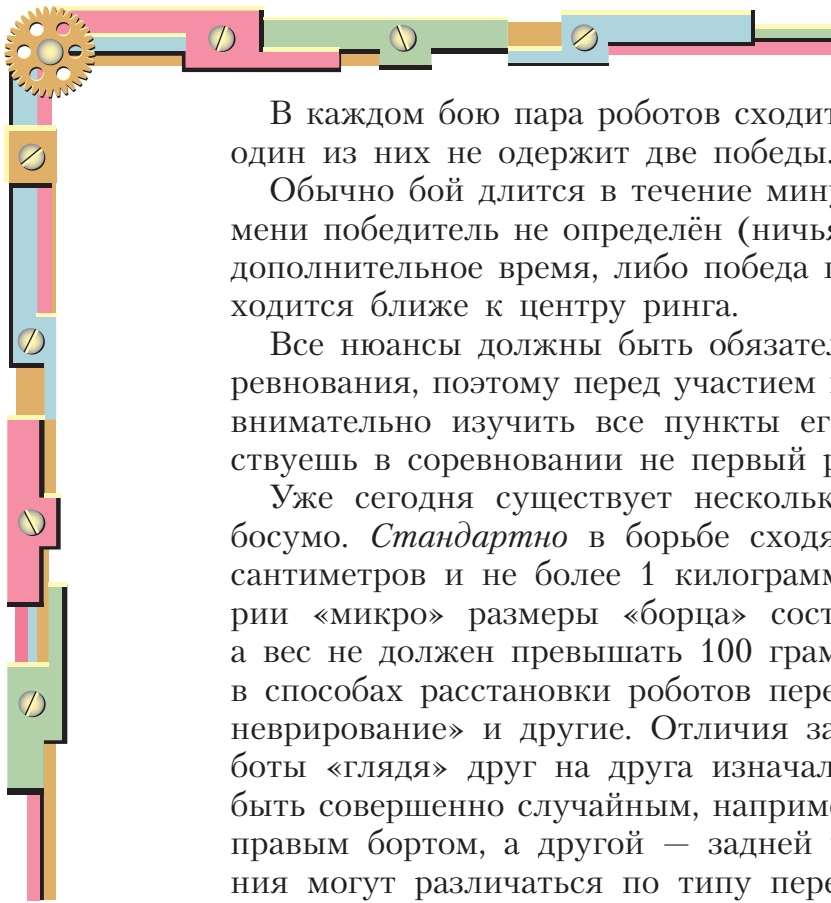 В каждом бою пара роботов сходит
один из них не одержит две победы.
Обычно бой длится в течение мину
мени победитель не определён (ничья
дополнительное время, либо победа
ходится ближе к центру ринга.
Все нюансы должны быть обязател
ревнования, поэтому перед участием
внимательно изучить все пункты ег
ствуешь в соревновании не первый р
Уже сегодня существует нескольк
босумо. Стандартно в борьбе сходя
сантиметров и не более 1 килограмм
рии «микро» размеры «борца» сост
а вес не должен превышать 100 грам
в способах расстановки роботов пере
неврирование» и другие. Отличия за
боты «глядя» друг на друга изначал
быть совершенно случайным, наприме
правым бортом, а другой — задней
ния могут различаться по типу пере